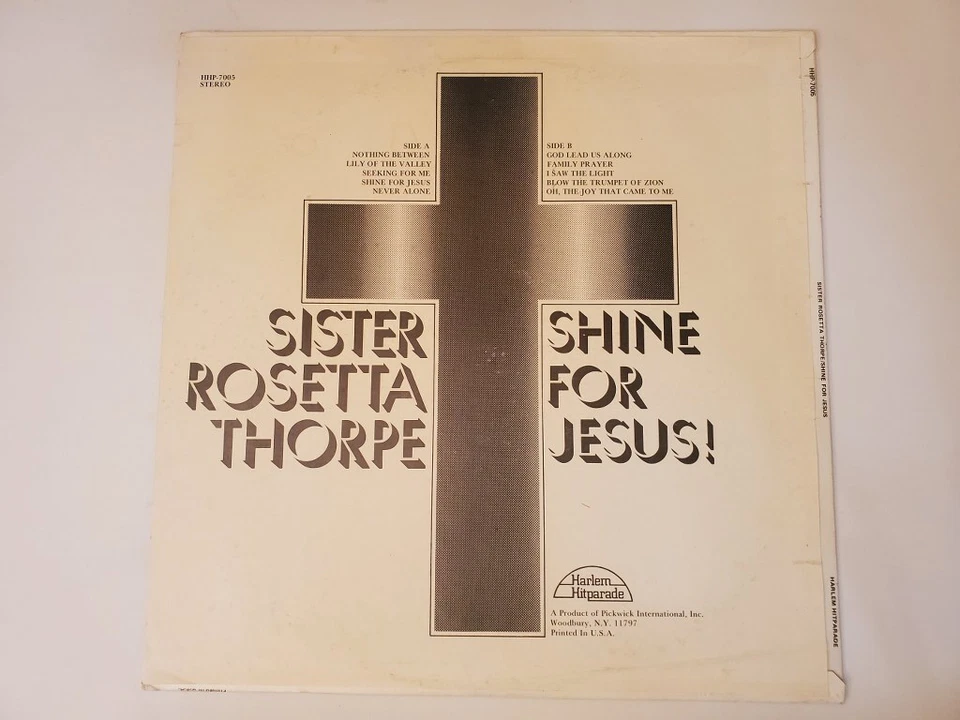 HHP-7005
STEREO
SIDE A
NOTHING BETWEEN
LILY OF THE VALLEY
SEEKING FOR ME
SHINE FOR JESUS
NEVER ALONE
SIDE B
GOD LEAD US ALONG
FAMILY PRAYER
I SAW THE LIGHT
BLOW THE TRUMPET OF ZION
OH, THE JOY THAT CAME TO ME
SISTER
ROSETTA
THORPE
SHINE
FOR
JESUS!
Harlem
Hitparade
A Product of Pickwick International, Inc.
Woodbury, N.Y. 11797
Printed In U.S.A.
HHP-7005
SISTER ROSETTA THORPE/SHINE FOR JESUS
HARLEM HITPARADE